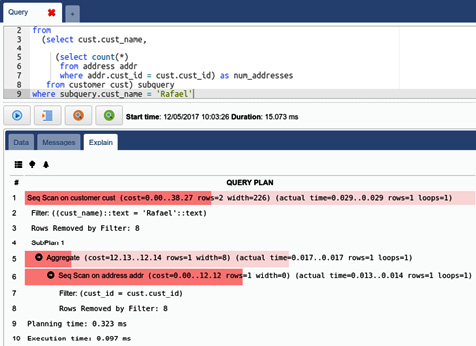 Query
+
2 from
3 (select cust.cust_name,
4
5 (select count(*)
6 from address addr
7 where addr.cust_id = cust.cust_id) as num_addresses
8 from customer cust) subquery
9 where subquery.cust_name = 'Rafael'
Start time: 12/05/2017 10:03:26 Duration: 15.073 ms
Data Messages Explain
# QUERY PLAN
1 Seq Scan on customer cust (cost=0.00..38.27 rows=2 width=226) (actual time=0.029..0.029 rows=1 loops=1)
2 Filter: ((cust_name)::text = 'Rafael'::text)
3 Rows Removed by Filter: 8
4 SubPlan 1
5 Aggregate (cost=12.13..12.14 rows=1 width=8) (actual time=0.017..0.017 rows=1 loops=1)
6 Seq Scan on address addr (cost=0.00..12.12 rows=1 width=0) (actual time=0.013..0.014 rows=1 loops=1)
7 Filter: (cust_id = cust.cust_id)
8 Rows Removed by Filter: 8
9 Planning time: 0.323 ms
10 Execution time: 0.097 ms